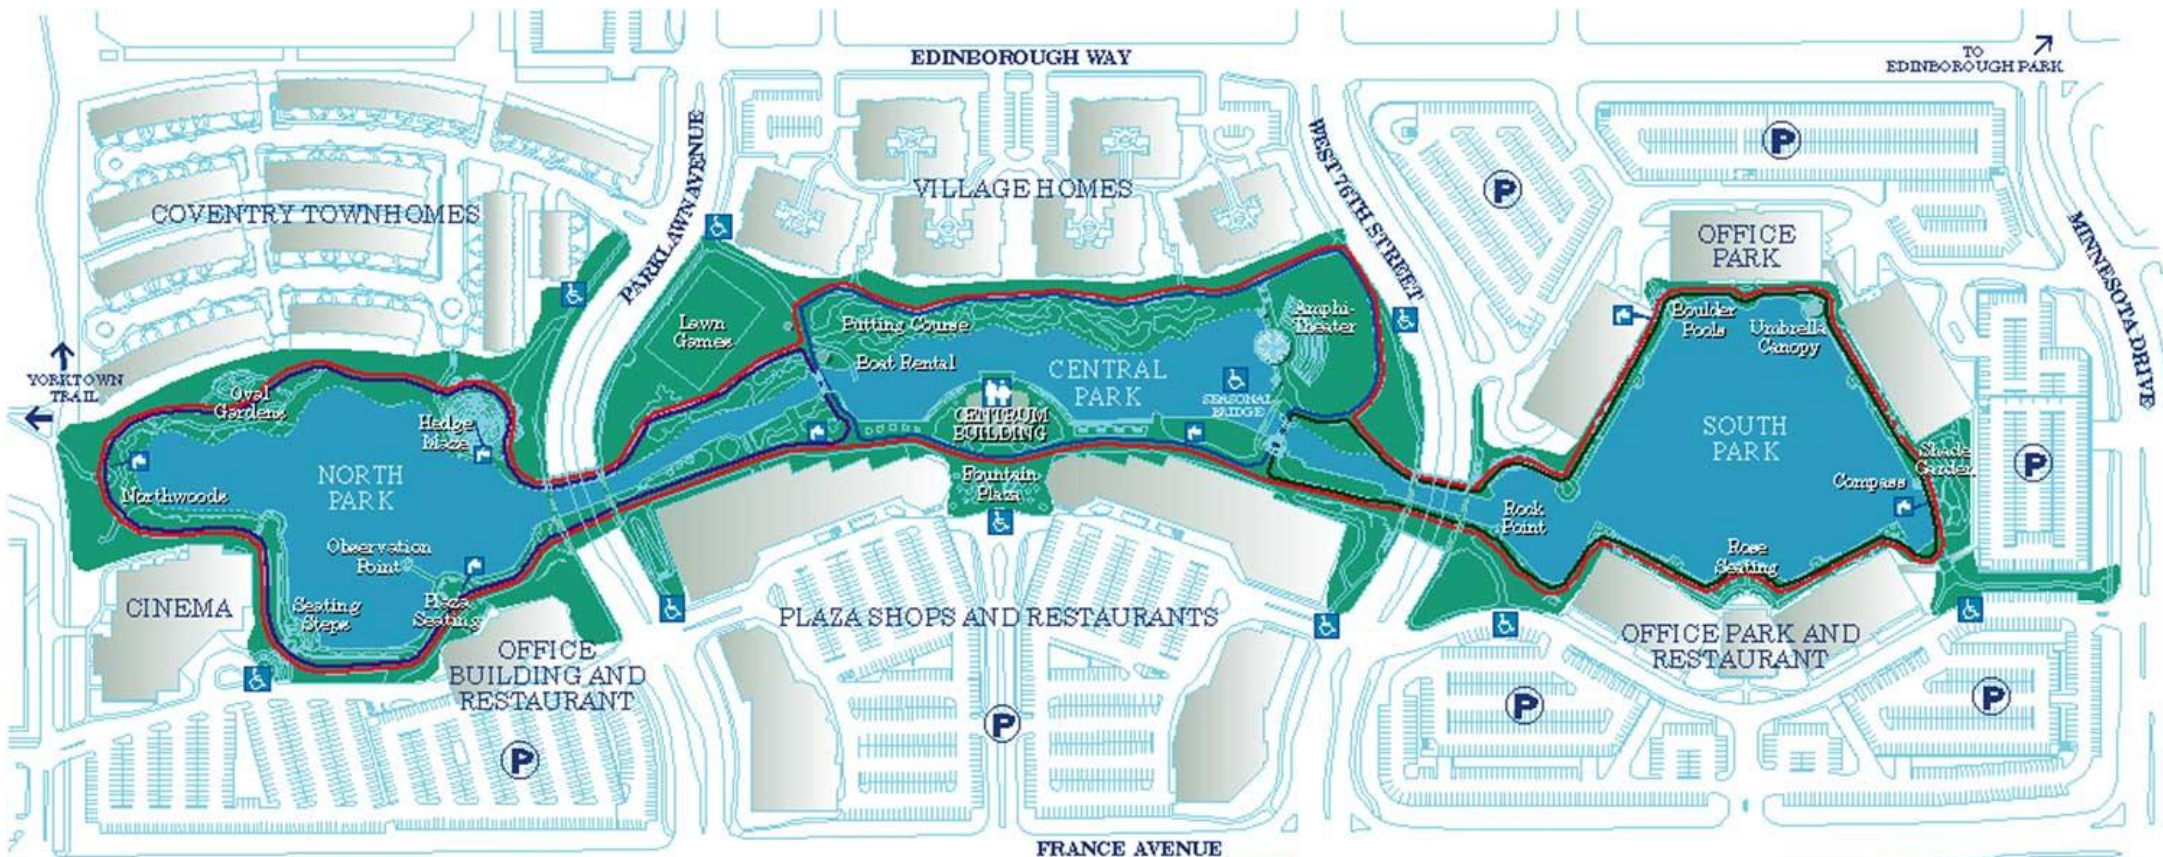 EDINBOROUGH WAY
TO
EDINBOROUGH PARK
PARKLAWN AVENUE
WEST 76TH STREET
MINNESOTA DRIVE
COVENTRY TOWNHOMES
VILLAGE HOMES
OFFICE
PARK
P
P
Lawn
Games
Putting Course
Boat Rental
Amphi-
Theater
Boulder
Pools
Umbrella
Canopy
YORKTOWN
TRAIL
Oval
Gardens
Hedge
Maze
CENTRAL
PARK
SEASONAL
BRIDGE
CENTRUM
BUILDING
SOUTH
PARK
Shade
Garden
P
NORTH
PARK
Northwoods
Fountain
Plaza
Compass
Rock
Point
Observation
Point
Rose
Seating
CINEMA
Seating
Steps
Plaza
Seating
PLAZA SHOPS AND RESTAURANTS
OFFICE
BUILDING AND
RESTAURANT
OFFICE PARK AND
RESTAURANT
P
P
P
P
FRANCE AVENUE